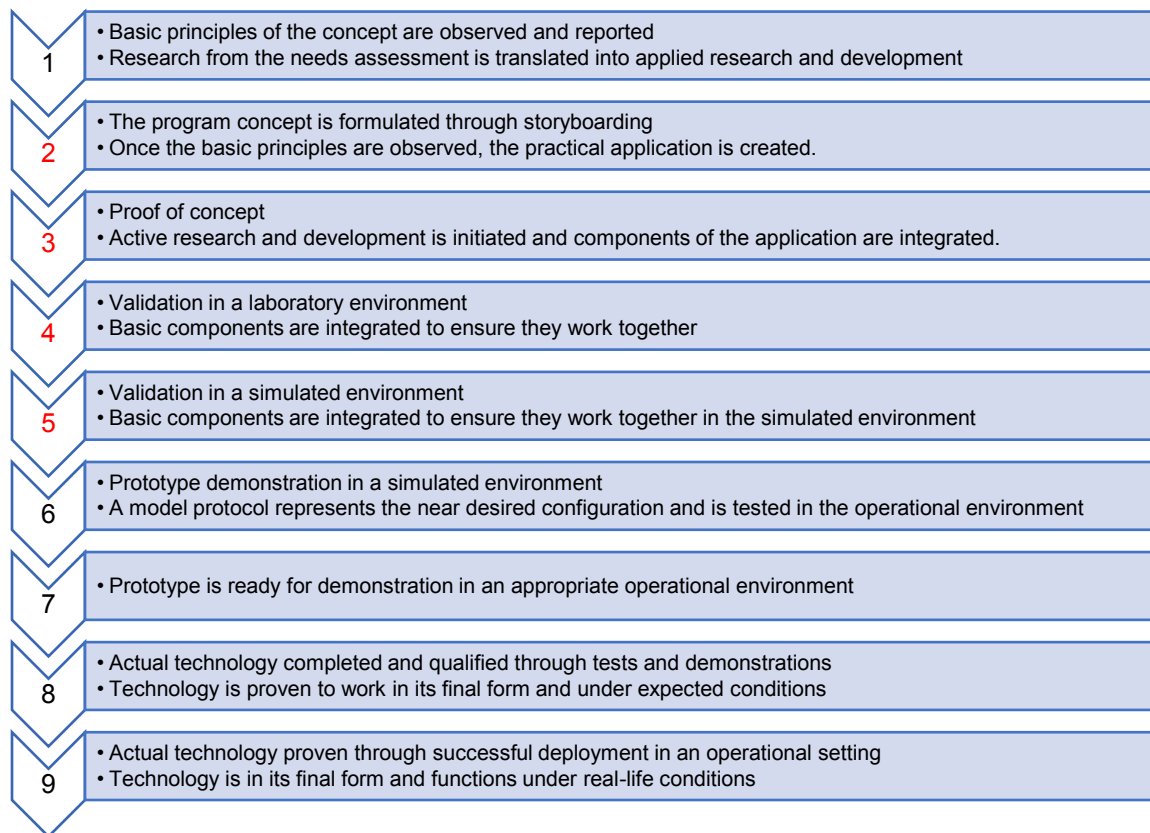 1
• Basic principles of the concept are observed and reported
• Research from the needs assessment is translated into applied research and development
2
• The program concept is formulated through storyboarding
• Once the basic principles are observed, the practical application is created.
3
• Proof of concept
• Active research and development is initiated and components of the application are integrated.
4
• Validation in a laboratory environment
• Basic components are integrated to ensure they work together
5
• Validation in a simulated environment
• Basic components are integrated to ensure they work together in the simulated environment
6
• Prototype demonstration in a simulated environment
• A model protocol represents the near desired configuration and is tested in the operational environment
7
• Prototype is ready for demonstration in an appropriate operational environment
8
• Actual technology completed and qualified through tests and demonstrations
• Technology is proven to work in its final form and under expected conditions
9
• Actual technology proven through successful deployment in an operational setting
• Technology is in its final form and functions under real-life conditions